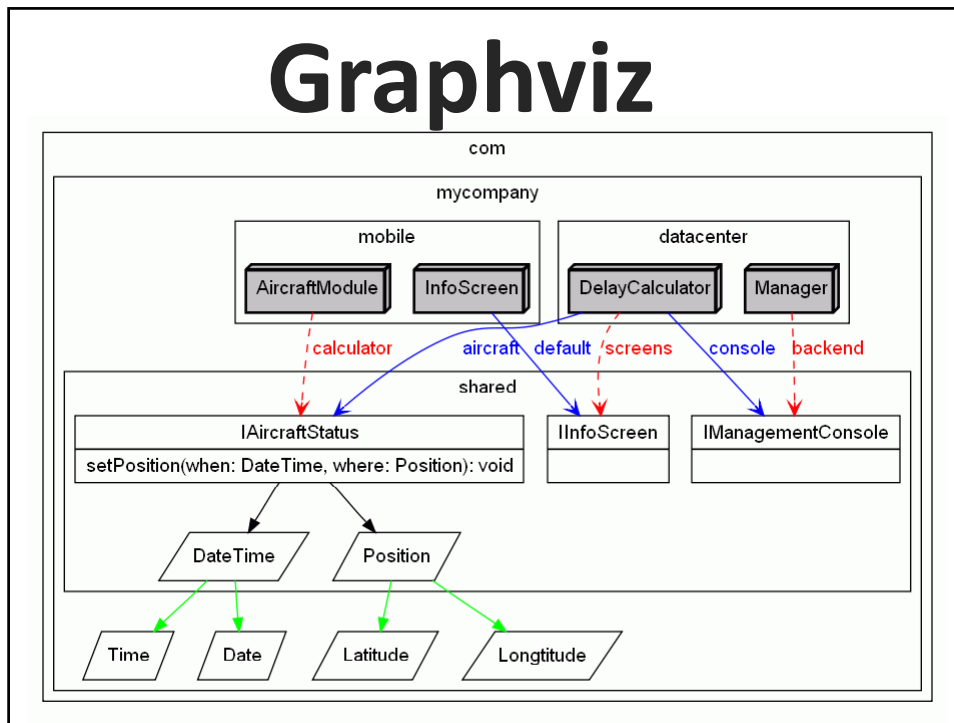 Graphviz
com
mycompany
mobile
datacenter
AircraftModule
InfoScreen
DelayCalculator
Manager
calculator
aircraft
default
screens
console
backend
shared
IAircraftStatus
IInfoScreen
IManagementConsole
setPosition(when: DateTime, where: Position): void
DateTime
Position
Time
Date
Latitude
Longtitude